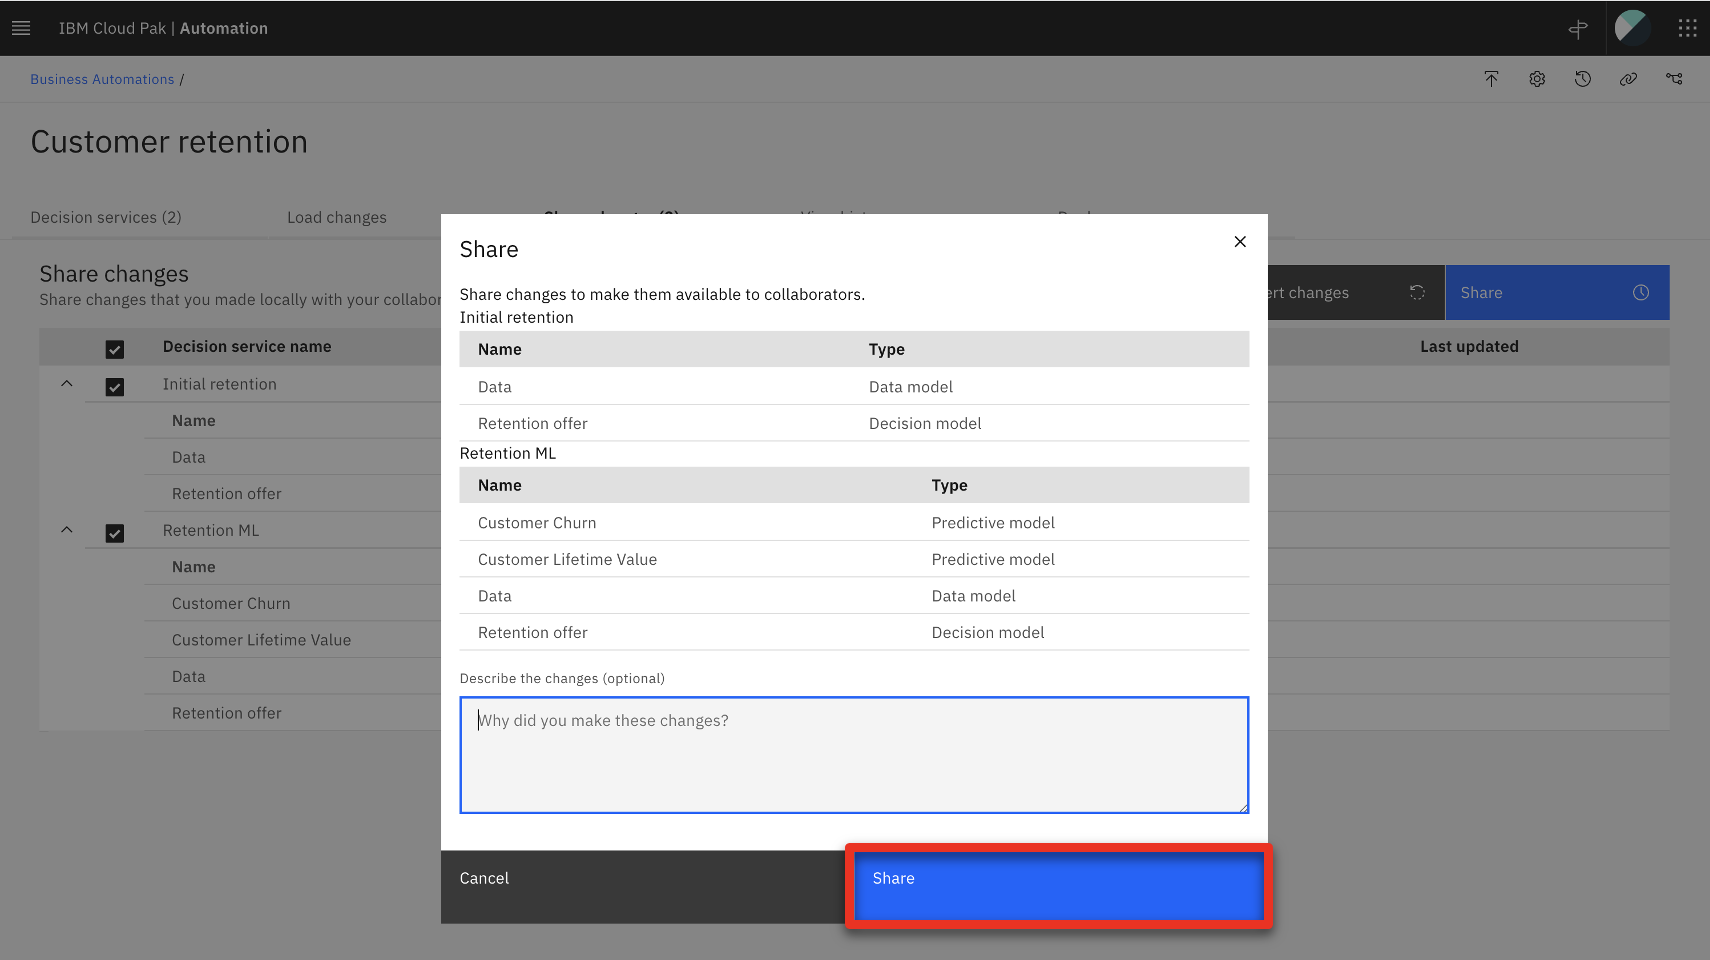 IBM Cloud Pak | Automation
Business Automations /
Customer retention
Decision services (2)
Load changes
Share changes
Share changes that you made locally with your collabor
ert changes
Share
Decision service name
Last updated
Initial retention
Name
Data
Retention offer
Retention ML
Name
Customer Churn
Customer Lifetime Value
Data
Retention offer
Share
Share changes to make them available to collaborators.
Initial retention
Name Type
Data Data model
Retention offer Decision model
Retention ML
Name Type
Customer Churn Predictive model
Customer Lifetime Value Predictive model
Data Data model
Retention offer Decision model
Describe the changes (optional)
Why did you make these changes?
Cancel
Share